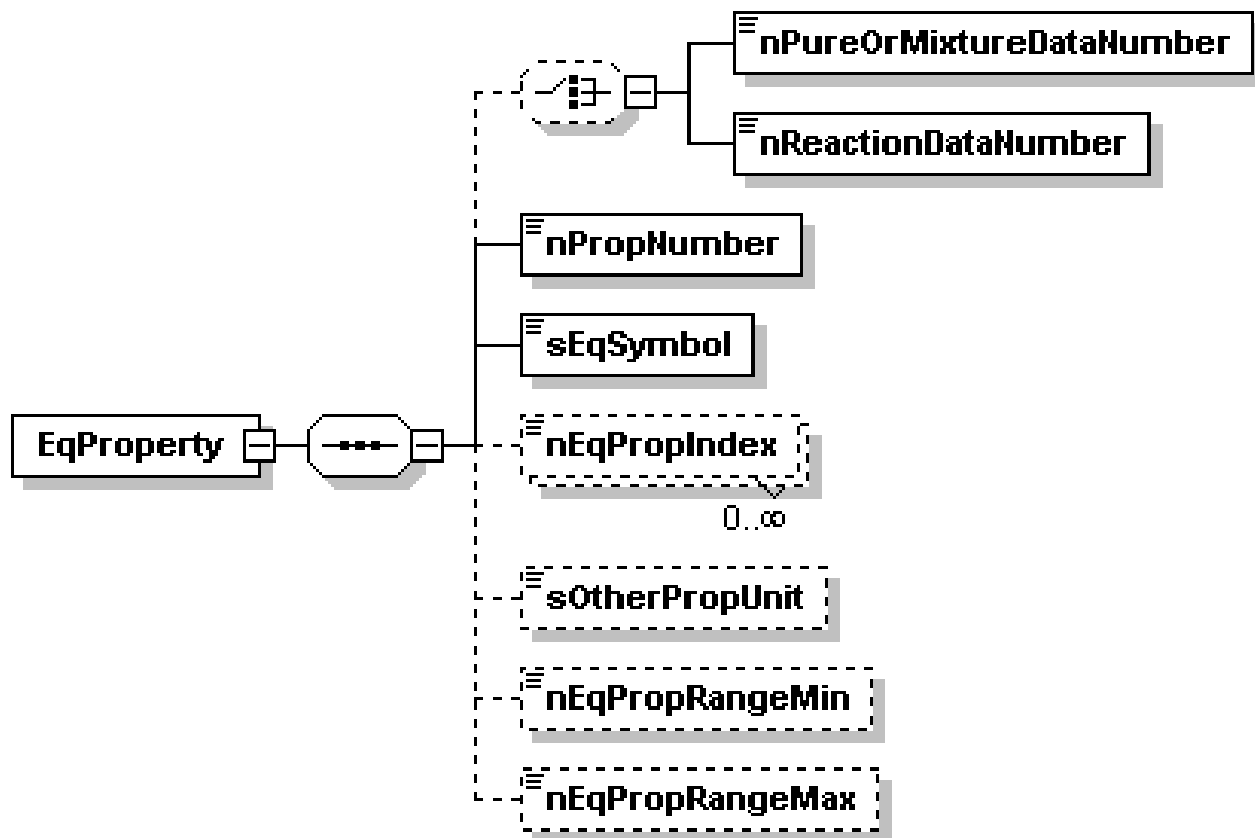 nPureOrMixtureDataNumber
nReactionDataNumber
nPropNumber
sEqSymbol
EqProperty
nEqPropIndex
0..∞
sOtherPropUnit
nEqPropRangeMin
nEqPropRangeMax